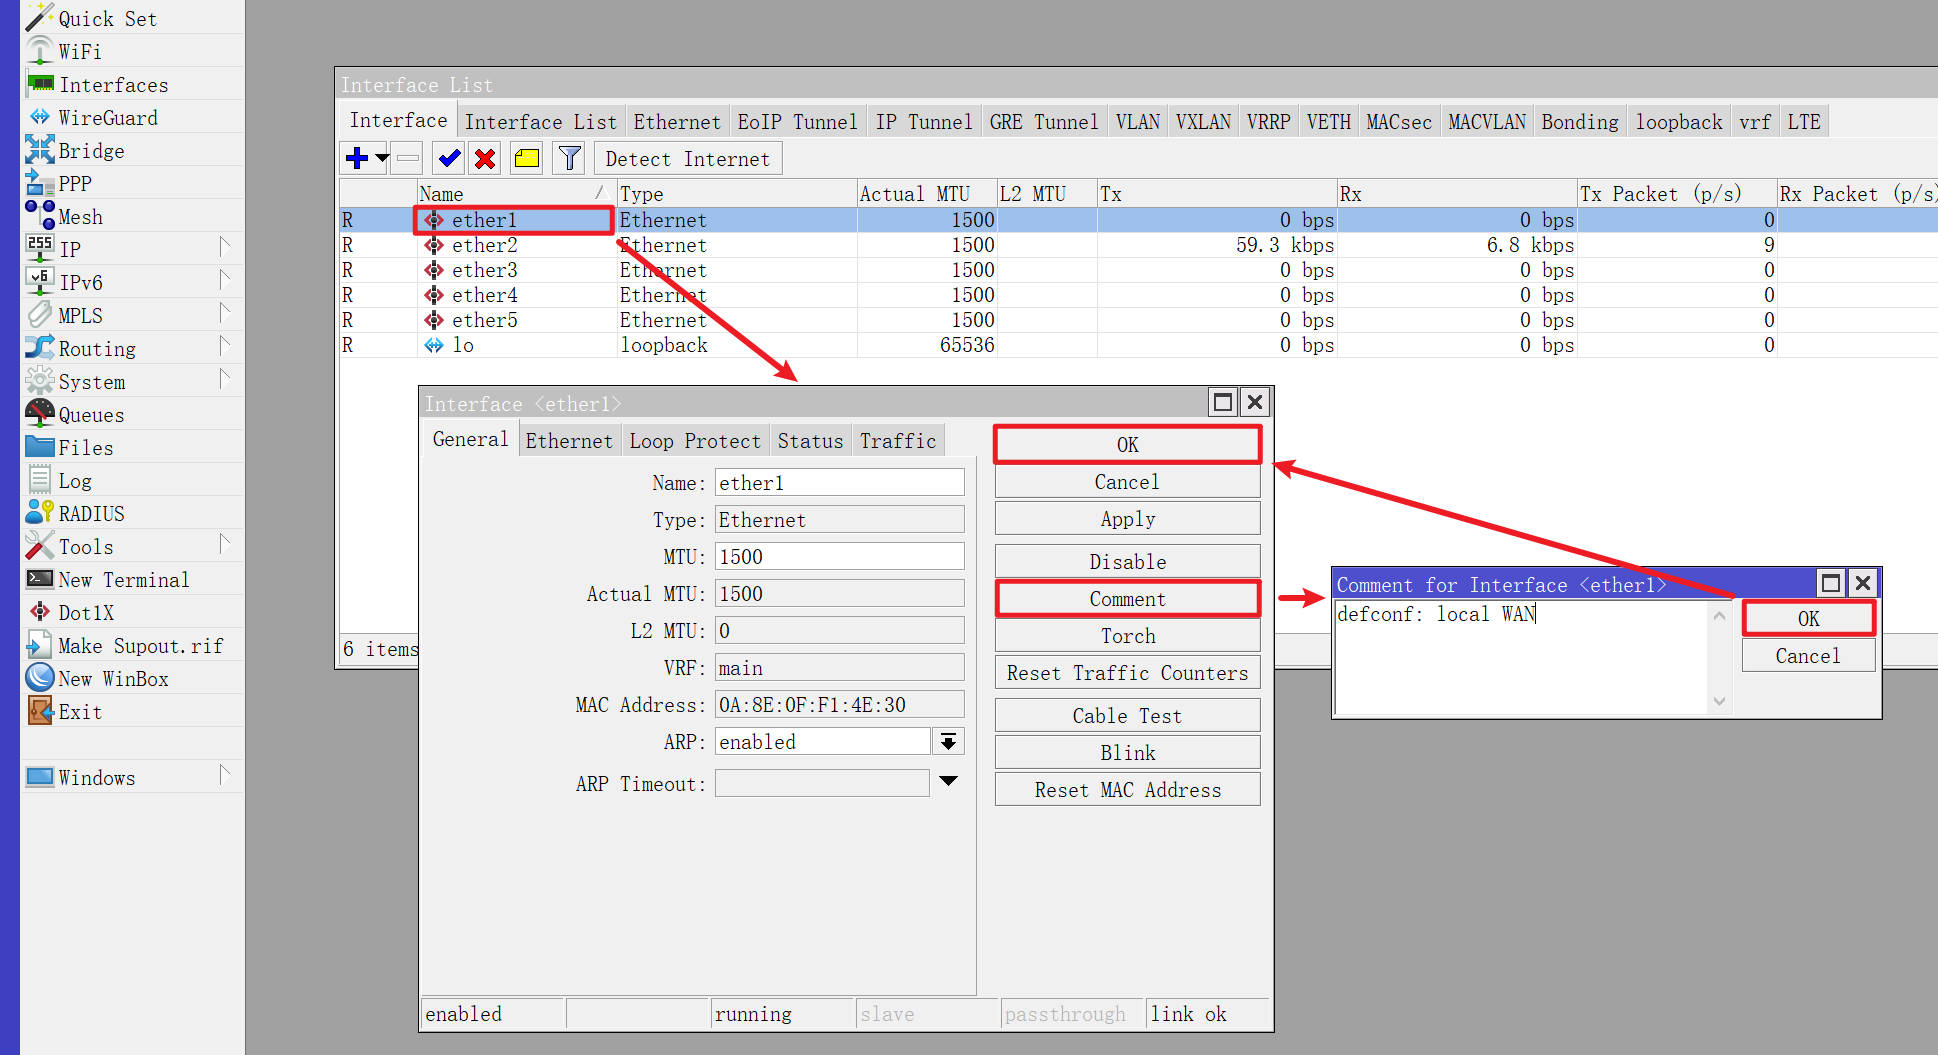 Quick Set
WiFi
Interfaces
WireGuard
Bridge
PPP
Mesh
255 IP
v6 IPv6
MPLS
Routing
System
Queues
Files
Log
RADIUS
Tools
New Terminal
Dot1X
Make Supout.rif
New WinBox
Exit
Windows
Interface List
Interface Interface List Ethernet EoIP Tunnel IP Tunnel GRE Tunnel VLAN VXLAN VRRP VETH MACsec MACVLAN Bonding loopback vrf LTE
Detect Internet
Name Type Actual MTU L2 MTU Tx Rx Tx Packet (p/s) Rx Packet (p/s)
R ether1 Ethernet 1500 0 bps 0 bps 0
R ether2 Ethernet 1500 59.3 kbps 6.8 kbps 9
R ether3 Ethernet 1500 0 bps 0 bps 0
R ether4 Ethernet 1500 0 bps 0 bps 0
R ether5 Ethernet 1500 0 bps 0 bps 0
R lo loopback 65536 0 bps 0 bps 0
6 items
Interface <ether1>
General Ethernet Loop Protect Status Traffic
Name: ether1
Type: Ethernet
MTU: 1500
Actual MTU: 1500
L2 MTU: 0
VRF: main
MAC Address: 0A:8E:0F:F1:4E:30
ARP: enabled
ARP Timeout:
OK
Cancel
Apply
Disable
Comment
Torch
Reset Traffic Counters
Cable Test
Blink
Reset MAC Address
enabled running slave passthrough link ok
Comment for Interface <ether1>
defconf: local WAN
OK
Cancel